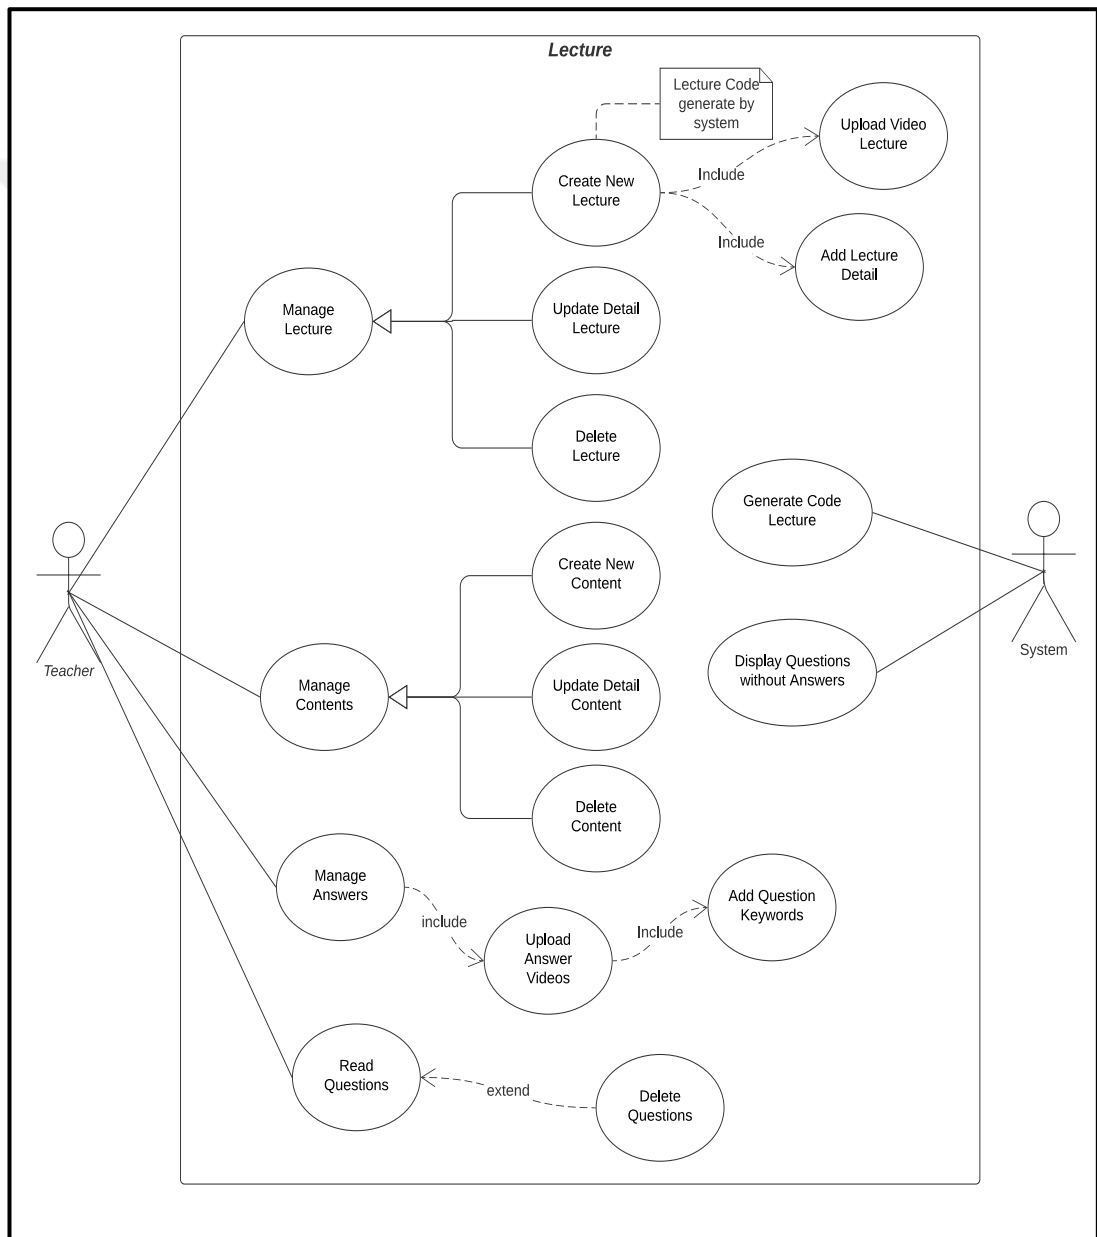 Lecture
Lecture Code
generate by
system
Upload Video
Lecture
Create New
Lecture
Include
Include
Add Lecture
Detail
Manage
Lecture
Update Detail
Lecture
Delete
Lecture
Generate Code
Lecture
Create New
Content
Teacher
System
Manage
Contents
Update Detail
Content
Display Questions
without Answers
Delete
Content
Manage
Answers
include
Upload
Answer
Videos
Include
Add Question
Keywords
Read
Questions
extend
Delete
Questions